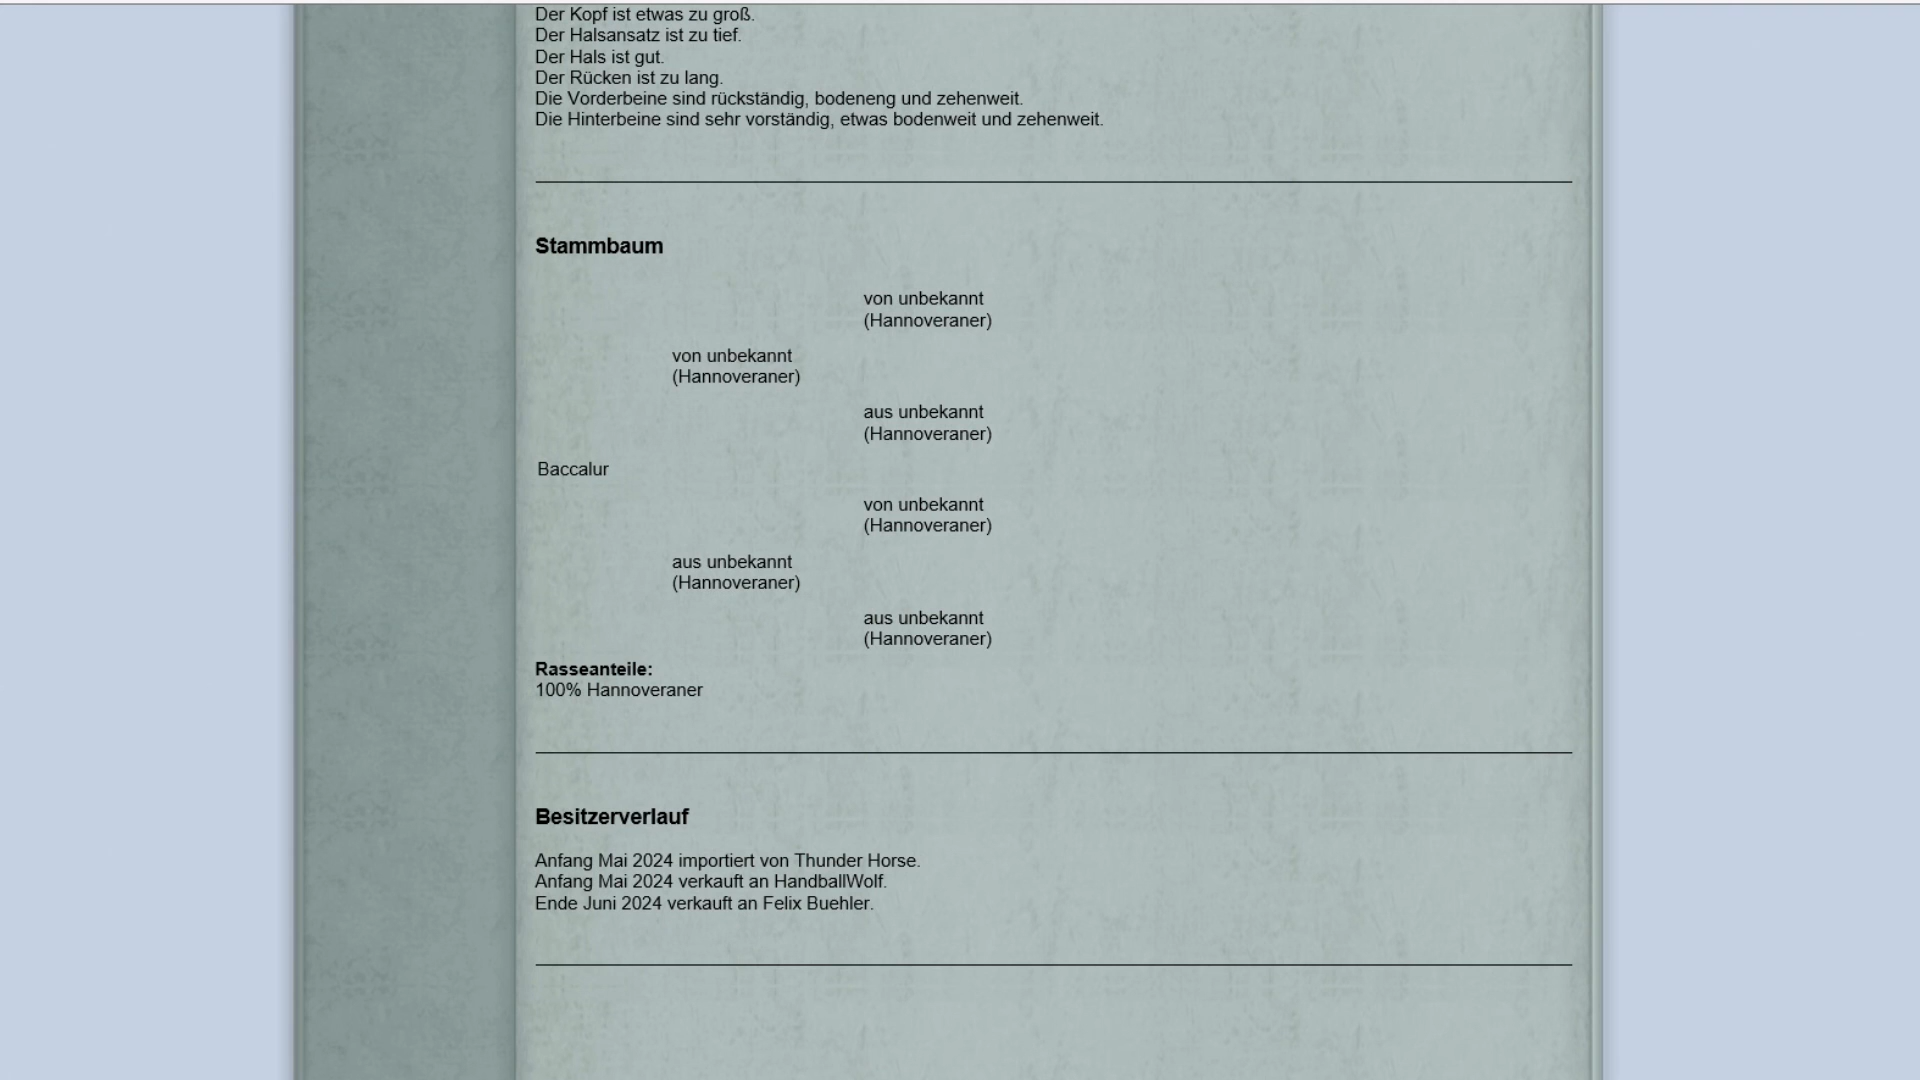 Der Kopf ist etwas zu groß.
Der Halsansatz ist zu tief.
Der Hals ist gut.
Der Rücken ist zu lang.
Die Vorderbeine sind rückständig, bodeneng und zehenweit.
Die Hinterbeine sind sehr vorständig, etwas bodenweit und zehenweit.
Stammbaum
von unbekannt
(Hannoveraner)
von unbekannt
(Hannoveraner)
aus unbekannt
(Hannoveraner)
Baccalur
von unbekannt
(Hannoveraner)
aus unbekannt
(Hannoveraner)
aus unbekannt
(Hannoveraner)
Rasseanteile:
100% Hannoveraner
Besitzerverlauf
Anfang Mai 2024 importiert von Thunder Horse.
Anfang Mai 2024 verkauft an HandballWolf.
Ende Juni 2024 verkauft an Felix Buehler.